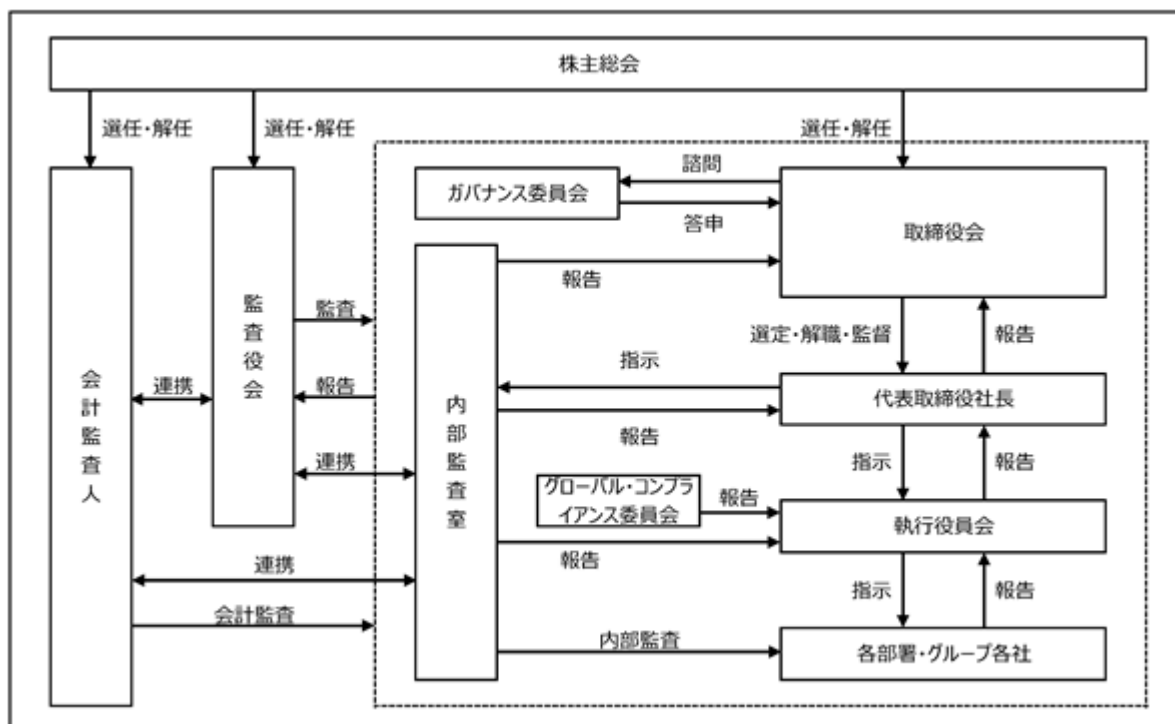 株主総会
選任・解任
選任・解任
選任・解任
ガバナンス委員会
諮問
答申
取締役会
報告
監査役会
監査
報告
選定・解職・監督
報告
指示
代表取締役社長
連携
会計監査人
内部監査室
報告
連携
指示
報告
グローバル・コンプラ
イアンス委員会
報告
執行役員会
報告
連携
指示
報告
会計監査
内部監査
各部署・グループ各社